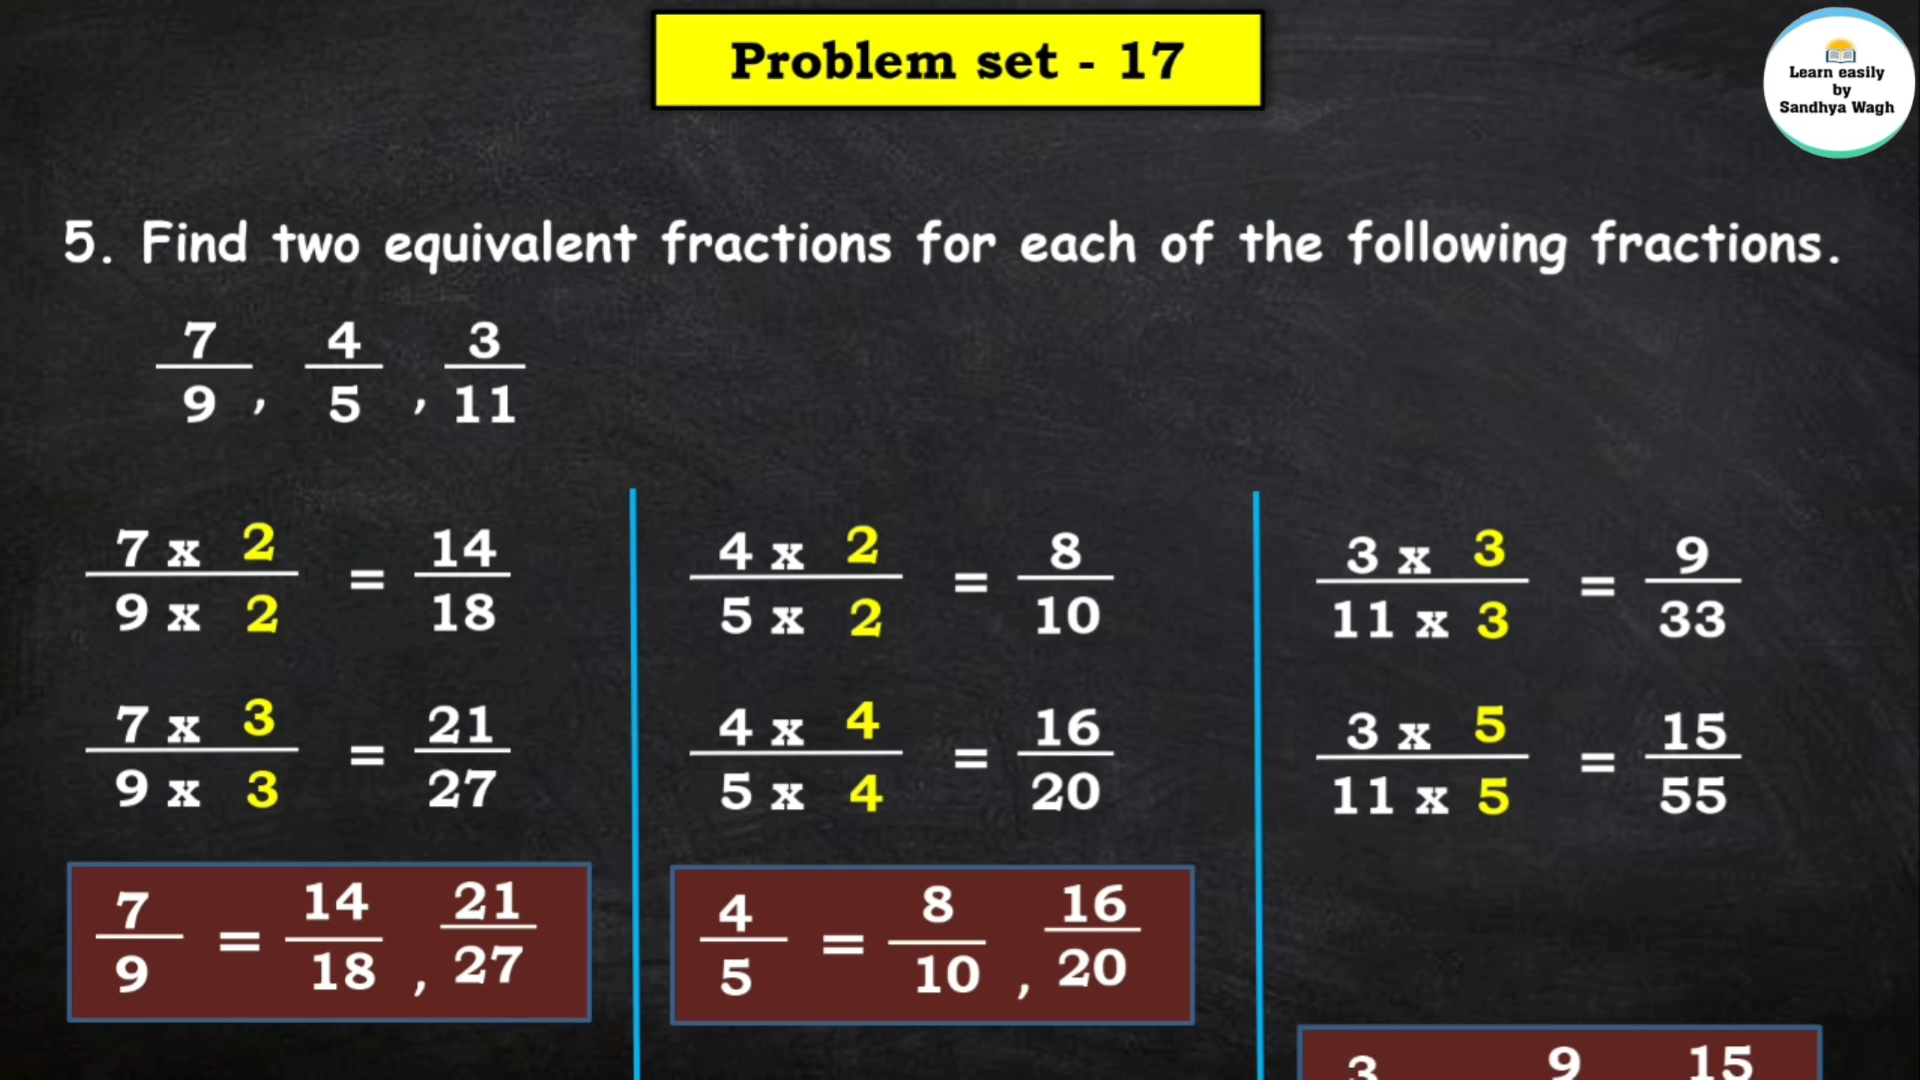 Problem set - 17
Learn easily
by
Sandhya Wagh
5. Find two equivalent fractions for each of the following fractions.
7/9, 4/5, 3/11
7 x 2 / 9 x 2 = 14/18
7 x 3 / 9 x 3 = 21/27
7/9 = 14/18, 21/27
4 x 2 / 5 x 2 = 8/10
4 x 4 / 5 x 4 = 16/20
4/5 = 8/10, 16/20
3 x 3 / 11 x 3 = 9/33
3 x 5 / 11 x 5 = 15/55
3 9 15